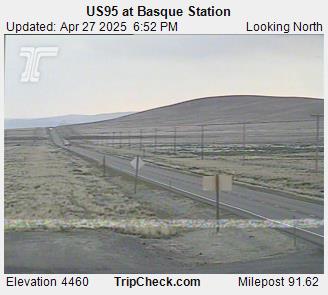 US95 at Basque Station
Updated: Apr 27 2025 6:52 PM Looking North
Elevation 4460 TripCheck.com Milepost 91.62